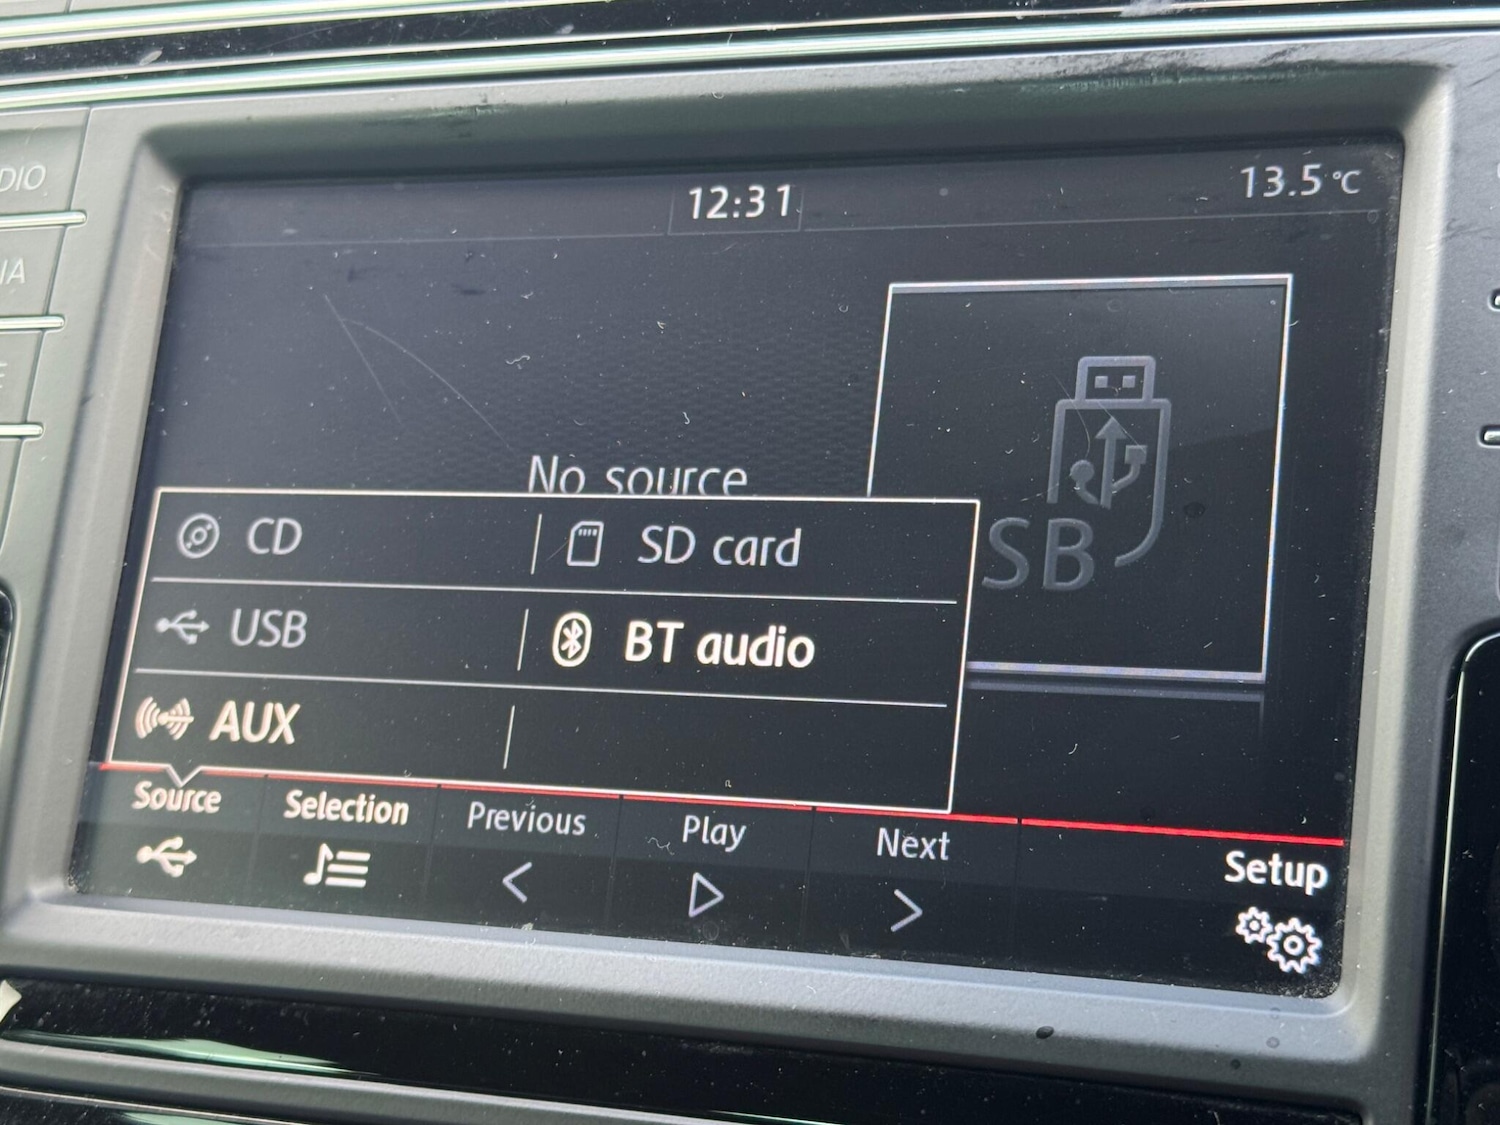 12:31
13.5 °C
No source
CD
SD card
USB
BT audio
AUX
SB
Source
Selection
Previous
Play
Next
Setup